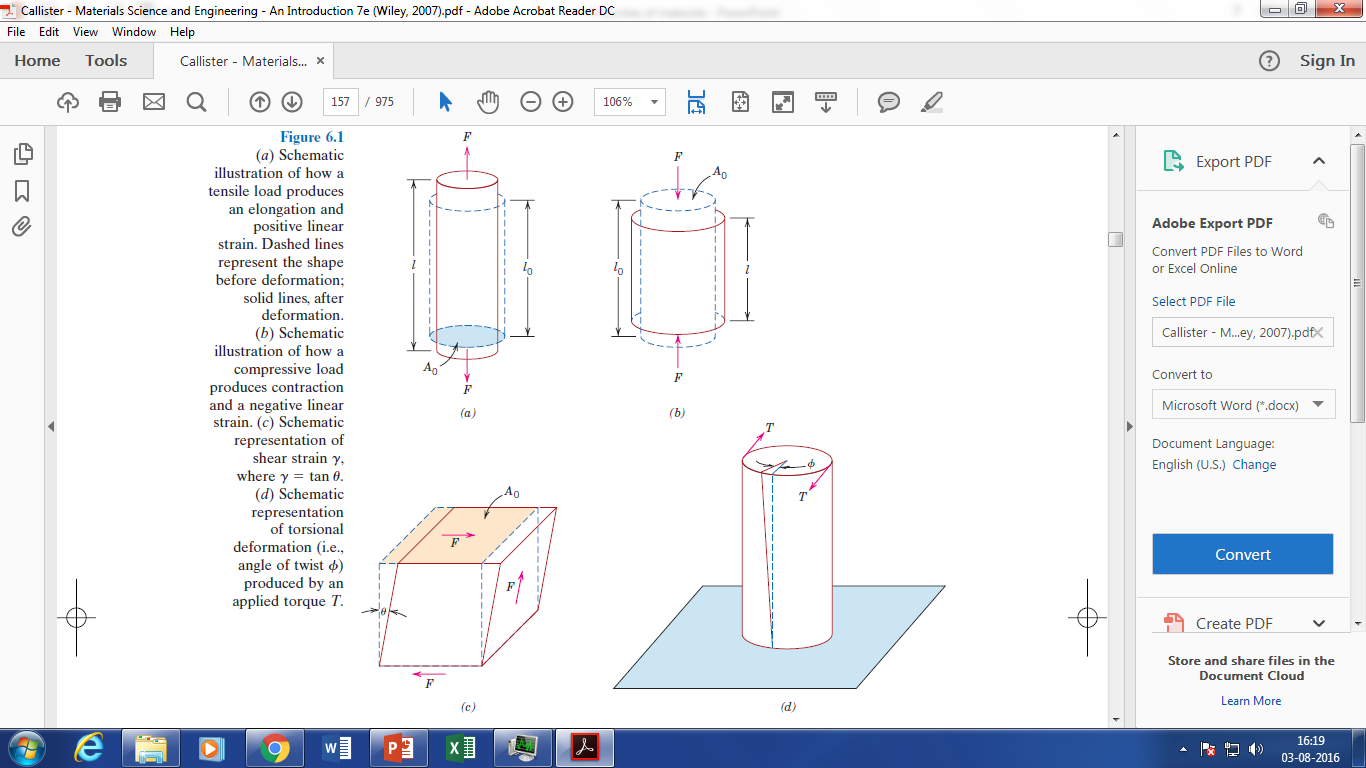 Callister - Materials Science and Engineering - An Introduction 7e (Wiley, 2007).pdf - Adobe Acrobat Reader DC
File Edit View Window Help
Home Tools Callister - Materials... × ? Sign In
157 / 975 106%
Figure 6.1
(a) Schematic
illustration of how a
tensile load produces
an elongation and
positive linear
strain. Dashed lines
represent the shape
before deformation;
solid lines, after
deformation.
(b) Schematic
illustration of how a
compressive load
produces contraction
and a negative linear
strain. (c) Schematic
representation of
shear strain γ,
where γ = tan θ.
(d) Schematic
representation
of torsional
deformation (i.e.,
angle of twist ϕ)
produced by an
applied torque T.
F
l
l0
A0
F
(a)
F
A0
l0
l
F
(b)
A0
F
F
θ
F
(c)
T
ϕ
T
(d)
Export PDF
Adobe Export PDF
Convert PDF Files to Word
or Excel Online
Select PDF File
Callister - M...ey, 2007).pdf
Convert to
Microsoft Word (*.docx)
Document Language:
English (U.S.) Change
Convert
Create PDF
Store and share files in the
Document Cloud
Learn More
16:19
03-08-2016